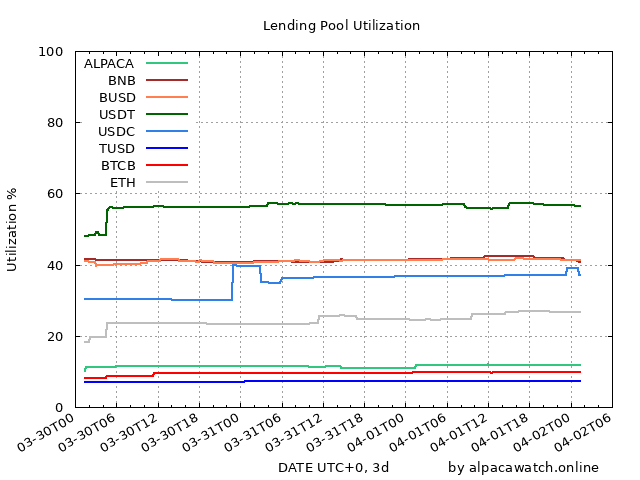 Lending Pool Utilization
Utilization %
100
80
60
40
20
0
ALPACA
BNB
BUSD
USDT
USDC
TUSD
BTCB
ETH
03-30T00
03-30T06
03-30T12
03-30T18
03-31T00
03-31T06
03-31T12
03-31T18
04-01T00
04-01T06
04-01T12
04-01T18
04-02T00
04-02T06
DATE UTC+0, 3d
by alpacawatch.online